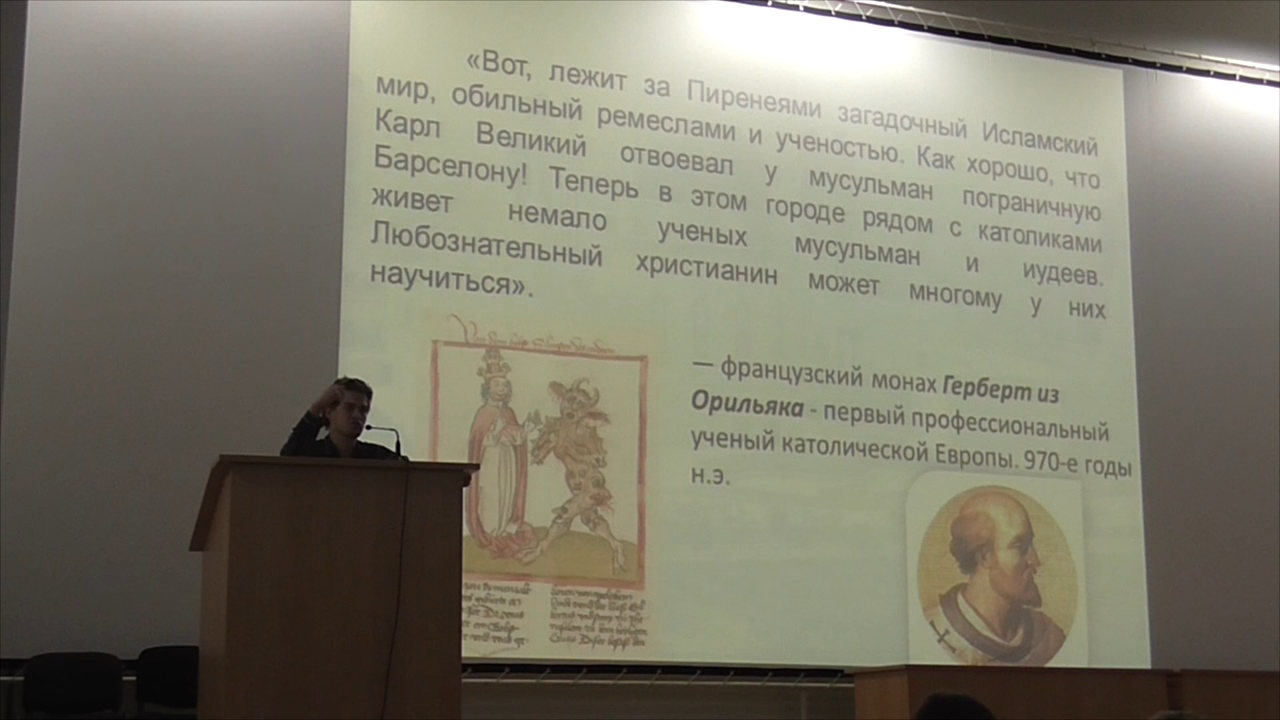 «Вот, лежит за Пиренеями загадочный Исламский
мир, обильный ремеслами и ученостью. Как хорошо, что
Карл Великий отвоевал у мусульман пограничную
Барселону! Теперь в этом городе рядом с католиками
живет немало ученых мусульман и иудеев.
Любознательный христианин может многому у них
научиться».
— французский монах Герберт из
Орильяка - первый профессиональный
ученый католической Европы. 970-е годы
н.э.